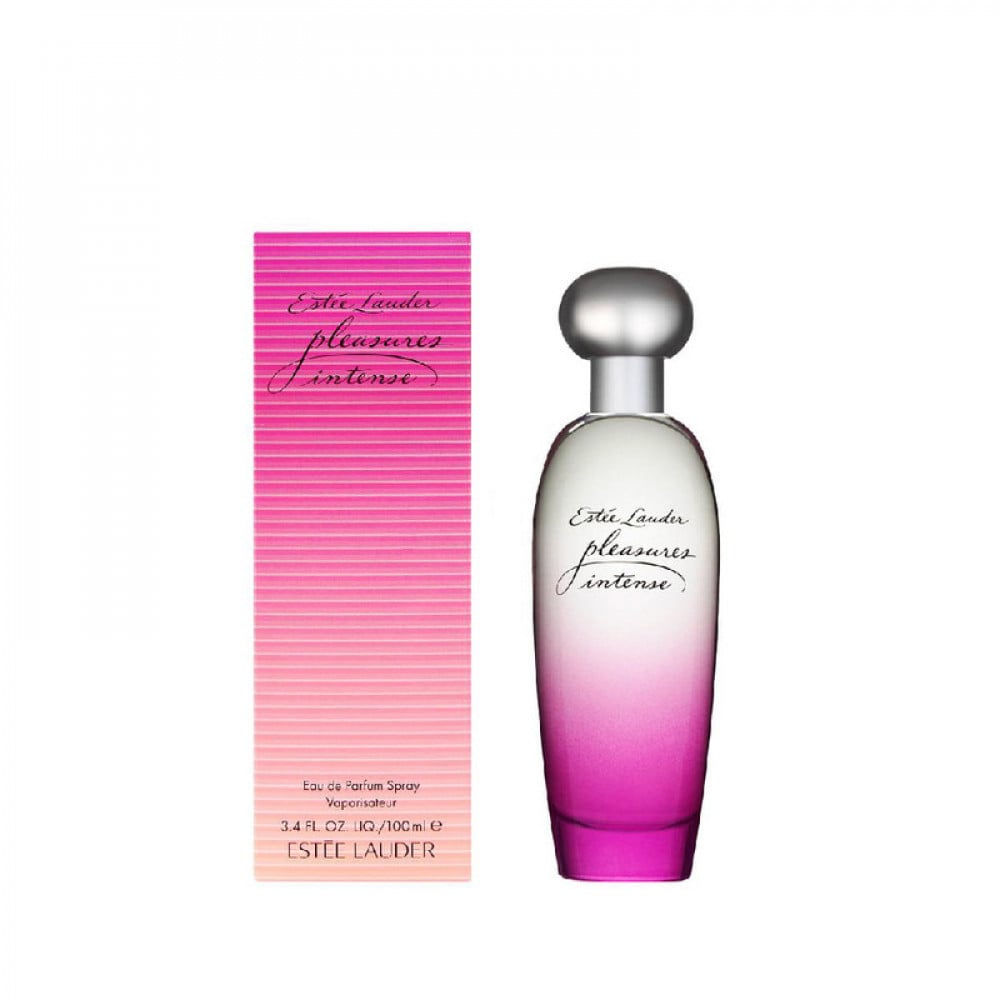 Estée Lauder
pleasures
intense
Eau de Parfum Spray
Vaporisateur
3.4 FL. OZ. LIQ./100ml ℮
ESTĒE LAUDER
Estée Lauder
pleasures
intense